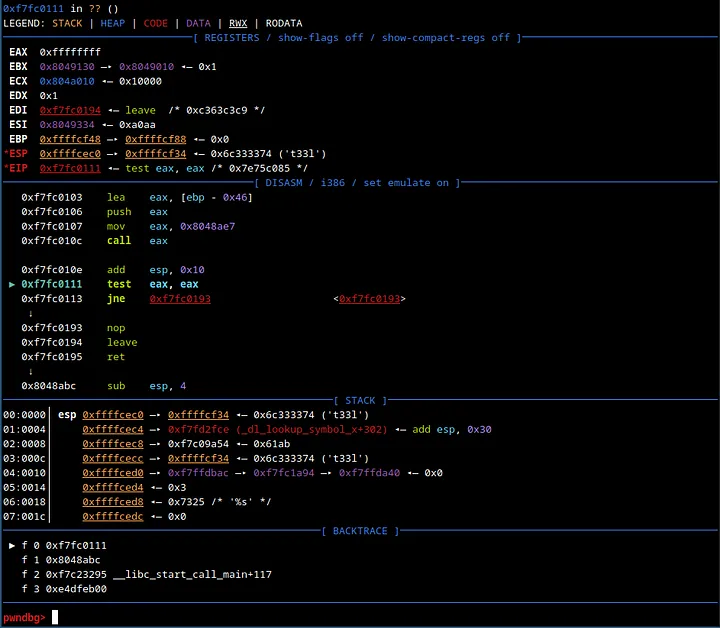 0xf7fc0111 in ?? ()
LEGEND: STACK | HEAP | CODE | DATA | RWX | RODATA
[ REGISTERS / show-flags off / show-compact-regs off ]
EAX 0xffffffff
EBX 0x8049130 —▸ 0x8049010 ◂— 0x1
ECX 0x804a010 ◂— 0x10000
EDX 0x1
EDI 0xf7fc0194 ◂— leave /* 0xc363c3c9 */
ESI 0x8049334 ◂— 0xa0aa
EBP 0xffffcf48 —▸ 0xffffcf88 ◂— 0x0
*ESP 0xffffcec0 —▸ 0xffffcf34 ◂— 0x6c333374 ('t33l')
*EIP 0xf7fc0111 ◂— test eax, eax /* 0x7e75c085 */
[ DISASM / i386 / set emulate on ]
0xf7fc0103 lea eax, [ebp - 0x46]
0xf7fc0106 push eax
0xf7fc0107 mov eax, 0x8048ae7
0xf7fc010c call eax
0xf7fc010e add esp, 0x10
► 0xf7fc0111 test eax, eax
0xf7fc0113 jne 0xf7fc0193 <0xf7fc0193>
↓
0xf7fc0193 nop
0xf7fc0194 leave
0xf7fc0195 ret
↓
0x8048abc sub esp, 4
[ STACK ]
00:0000│ esp 0xffffcec0 —▸ 0xffffcf34 ◂— 0x6c333374 ('t33l')
01:0004│ 0xffffcec4 —▸ 0xf7fd2fce (_dl_lookup_symbol_x+302) ◂— add esp, 0x30
02:0008│ 0xffffcec8 —▸ 0xf7c09a54 ◂— 0x61ab
03:000c│ 0xffffcecc —▸ 0xffffcf34 ◂— 0x6c333374 ('t33l')
04:0010│ 0xffffced0 —▸ 0xf7ffdbac —▸ 0xf7fc1a94 —▸ 0xf7ffda40 ◂— 0x0
05:0014│ 0xffffced4 ◂— 0x3
06:0018│ 0xffffced8 ◂— 0x7325 /* '%s' */
07:001c│ 0xffffcedc ◂— 0x0
[ BACKTRACE ]
► f 0 0xf7fc0111
f 1 0x8048abc
f 2 0xf7c23295 __libc_start_call_main+117
f 3 0xe4dfeb00
pwndbg>